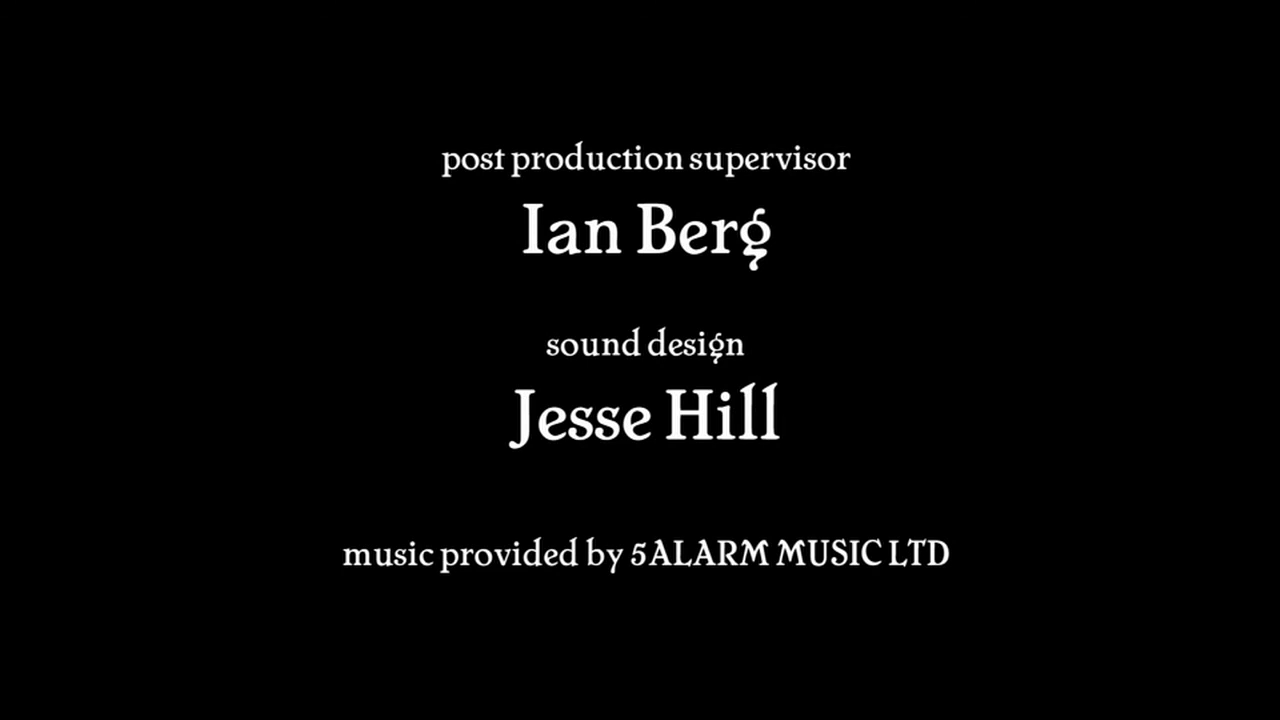 post production supervisor
Ian Berg
sound design
Jesse Hill
music provided by 5ALARM MUSIC LTD